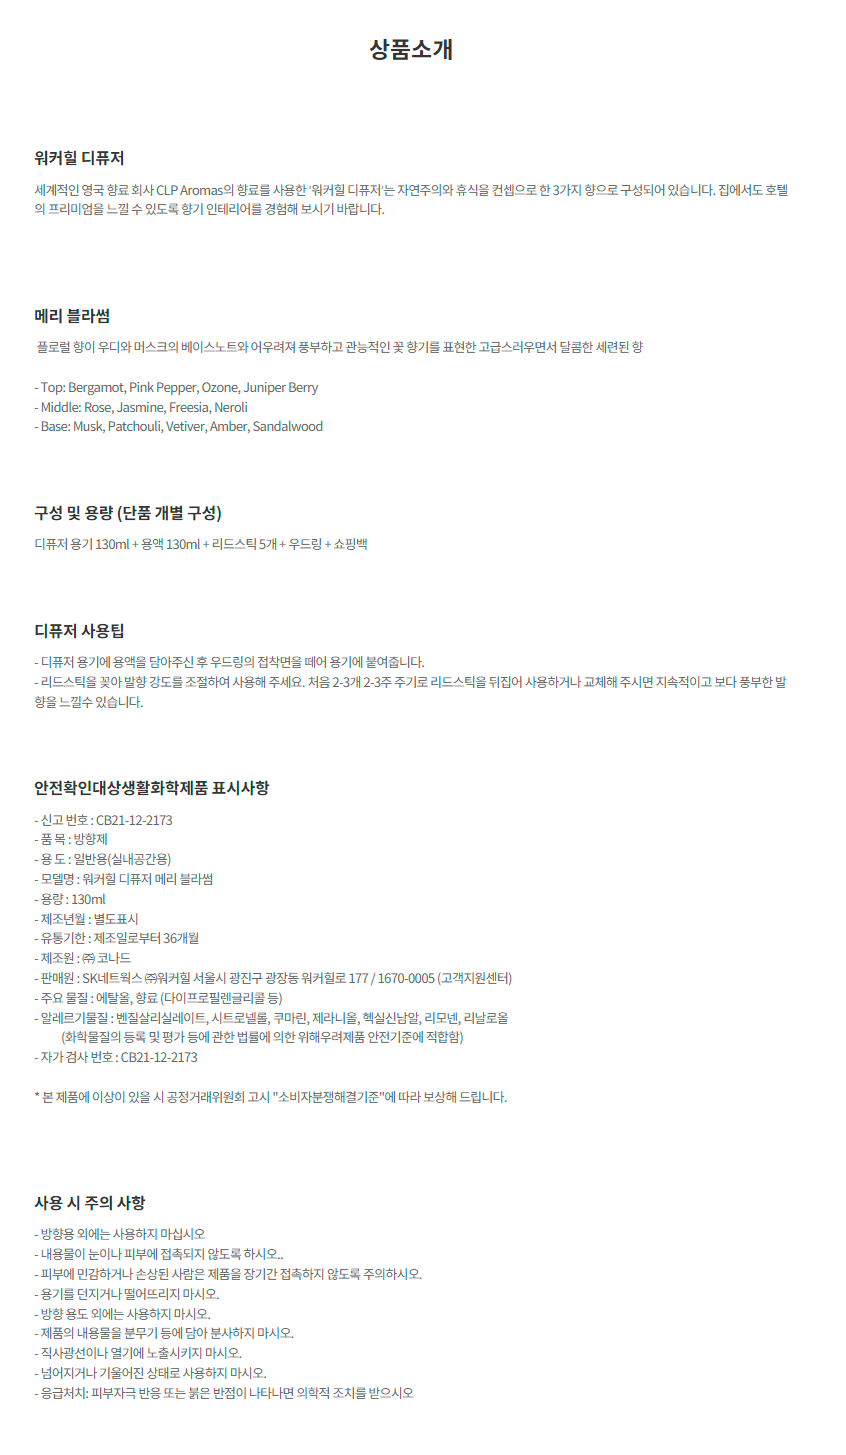 상품소개
워커힐 디퓨저
세계적인 영국 향료 회사 CLP Aromas의 향료를 사용한 '워커힐 디퓨저'는 자연주의와 휴식을 컨셉으로 한 3가지 향으로 구성되어 있습니다. 집에서도 호텔
의 프리미엄을 느낄 수 있도록 향기 인테리어를 경험해 보시기 바랍니다.
메리 블라썸
플로럴 향이 우디와 머스크의 베이스노트와 어우려져 풍부하고 관능적인 꽃 향기를 표현한 고급스러우면서 달콤한 세련된 향
- Top: Bergamot, Pink Pepper, Ozone, Juniper Berry
- Middle: Rose, Jasmine, Freesia, Neroli
- Base: Musk, Patchouli, Vetiver, Amber, Sandalwood
구성 및 용량 (단품 개별 구성)
디퓨저 용기 130ml + 용액 130ml + 리드스틱 5개 + 우드링 + 쇼핑백
디퓨저 사용팁
- 디퓨저 용기에 용액을 담아주신 후 우드링의 접착면을 떼어 용기에 붙여줍니다.
- 리드스틱을 꽂아 발향 강도를 조절하여 사용해 주세요. 처음 2-3개 2-3주 주기로 리드스틱을 뒤집어 사용하거나 교체해 주시면 지속적이고 보다 풍부한 발
향을 느낄수 있습니다.
안전확인대상생활화학제품 표시사항
- 신고 번호 : CB21-12-2173
- 품 목 : 방향제
- 용 도 : 일반용(실내공간용)
- 모델명 : 워커힐 디퓨저 메리 블라썸
- 용량 : 130ml
- 제조년월 : 별도표시
- 유통기한 : 제조일로부터 36개월
- 제조원 : ㈜ 코나드
- 판매원 : SK네트웍스 ㈜워커힐 서울시 광진구 광장동 워커힐로 177 / 1670-0005 (고객지원센터)
- 주요 물질 : 에탈올, 향료 (다이프로필렌글리콜 등)
- 알레르기물질 : 벤질살리실레이트, 시트로넬롤, 쿠마린, 제라니올, 헥실신남알, 리모넨, 리날로올
(화학물질의 등록 및 평가 등에 관한 법률에 의한 위해우려제품 안전기준에 적합함)
- 자가 검사 번호 : CB21-12-2173
* 본 제품에 이상이 있을 시 공정거래위원회 고시 "소비자분쟁해결기준"에 따라 보상해 드립니다.
사용 시 주의 사항
- 방향용 외에는 사용하지 마십시오
- 내용물이 눈이나 피부에 접촉되지 않도록 하시오..
- 피부에 민감하거나 손상된 사람은 제품을 장기간 접촉하지 않도록 주의하시오.
- 용기를 던지거나 떨어뜨리지 마시오.
- 방향 용도 외에는 사용하지 마시오.
- 제품의 내용물을 분무기 등에 담아 분사하지 마시오.
- 직사광선이나 열기에 노출시키지 마시오.
- 넘어지거나 기울어진 상태로 사용하지 마시오.
- 응급처치: 피부자극 반응 또는 붉은 반점이 나타나면 의학적 조치를 받으시오